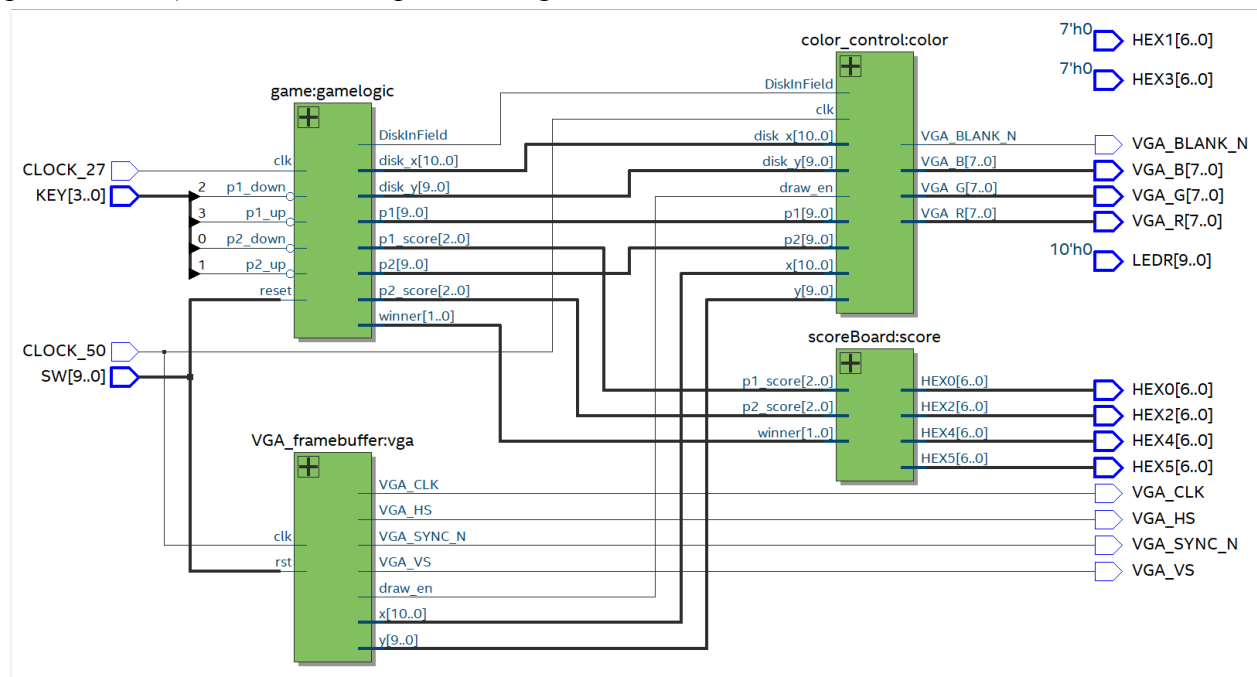 color_control:color
7'h0
HEX1[6..0]
7'h0
HEX3[6..0]
game:gamelogic
DiskInField
clk
disk_x[10..0]
disk_y[9..0]
draw_en
p1[9..0]
p2[9..0]
x[10..0]
y[9..0]
VGA_BLANK_N
VGA_B[7..0]
VGA_G[7..0]
VGA_R[7..0]
VGA_BLANK_N
VGA_B[7..0]
VGA_G[7..0]
VGA_R[7..0]
10'h0
LEDR[9..0]
CLOCK_27
KEY[3..0]
2
3
0
1
clk
p1_down
p1_up
p2_down
p2_up
reset
DiskInField
disk_x[10..0]
disk_y[9..0]
p1[9..0]
p1_score[2..0]
p2[9..0]
p2_score[2..0]
winner[1..0]
CLOCK_50
SW[9..0]
scoreBoard:score
p1_score[2..0]
p2_score[2..0]
winner[1..0]
HEX0[6..0]
HEX2[6..0]
HEX4[6..0]
HEX5[6..0]
HEX0[6..0]
HEX2[6..0]
HEX4[6..0]
HEX5[6..0]
VGA_framebuffer:vga
clk
rst
VGA_CLK
VGA_HS
VGA_SYNC_N
VGA_VS
draw_en
x[10..0]
y[9..0]
VGA_CLK
VGA_HS
VGA_SYNC_N
VGA_VS